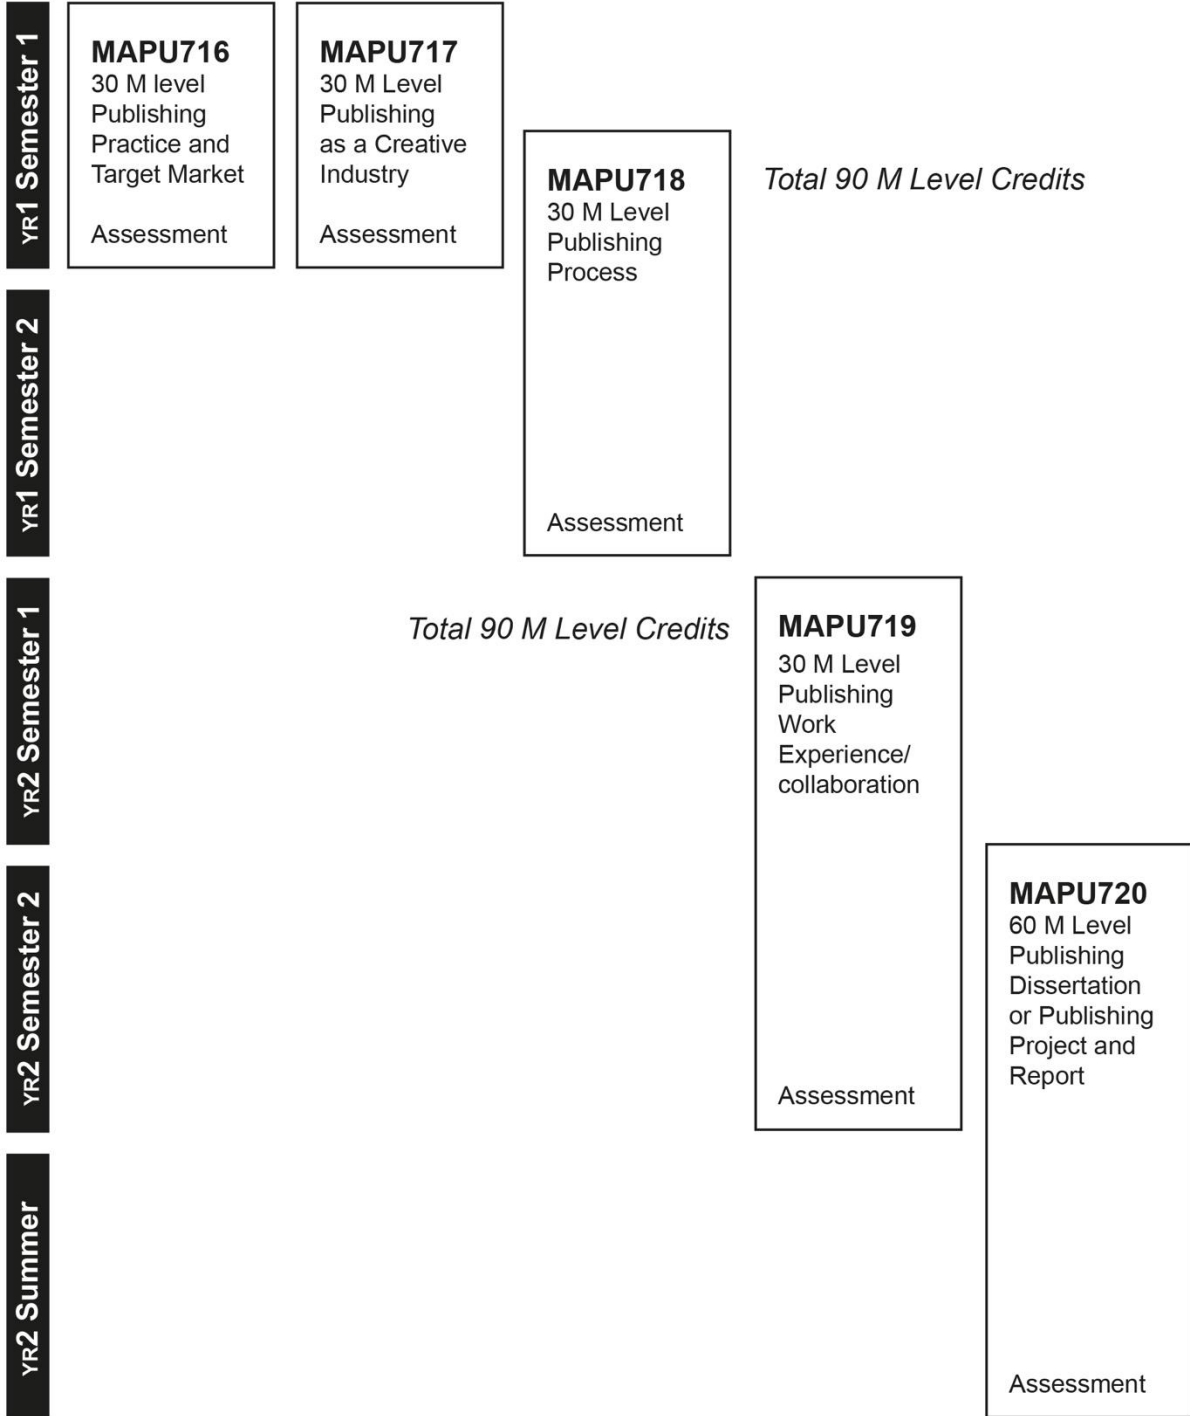 YR1 Semester 1
MAPU716
30 M level
Publishing
Practice and
Target Market
Assessment
MAPU717
30 M Level
Publishing
as a Creative
Industry
Assessment
MAPU718
30 M Level
Publishing
Process
Assessment
Total 90 M Level Credits
YR1 Semester 2
YR2 Semester 1
Total 90 M Level Credits
MAPU719
30 M Level
Publishing
Work
Experience/
collaboration
Assessment
YR2 Semester 2
MAPU720
60 M Level
Publishing
Dissertation
or Publishing
Project and
Report
Assessment
YR2 Summer